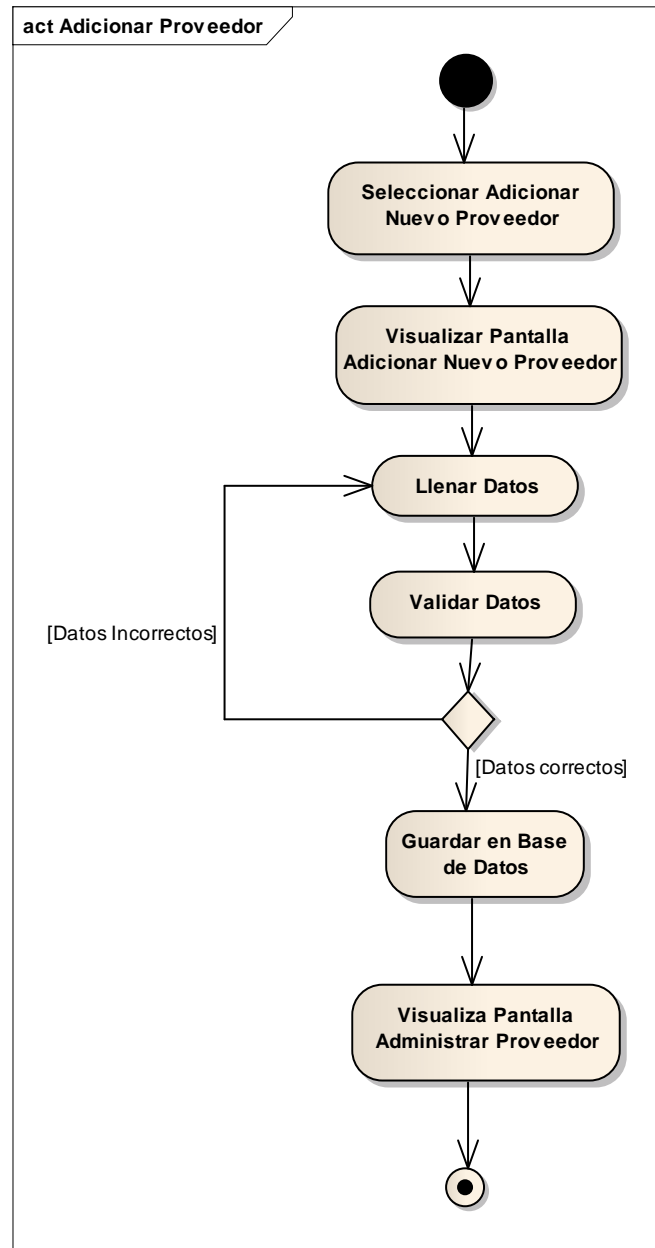 act Adicionar Proveedor
Seleccionar Adicionar
Nuevo Proveedor
Visualizar Pantalla
Adicionar Nuevo Proveedor
Llenar Datos
Validar Datos
[Datos Incorrectos]
[Datos correctos]
Guardar en Base
de Datos
Visualiza Pantalla
Administrar Proveedor